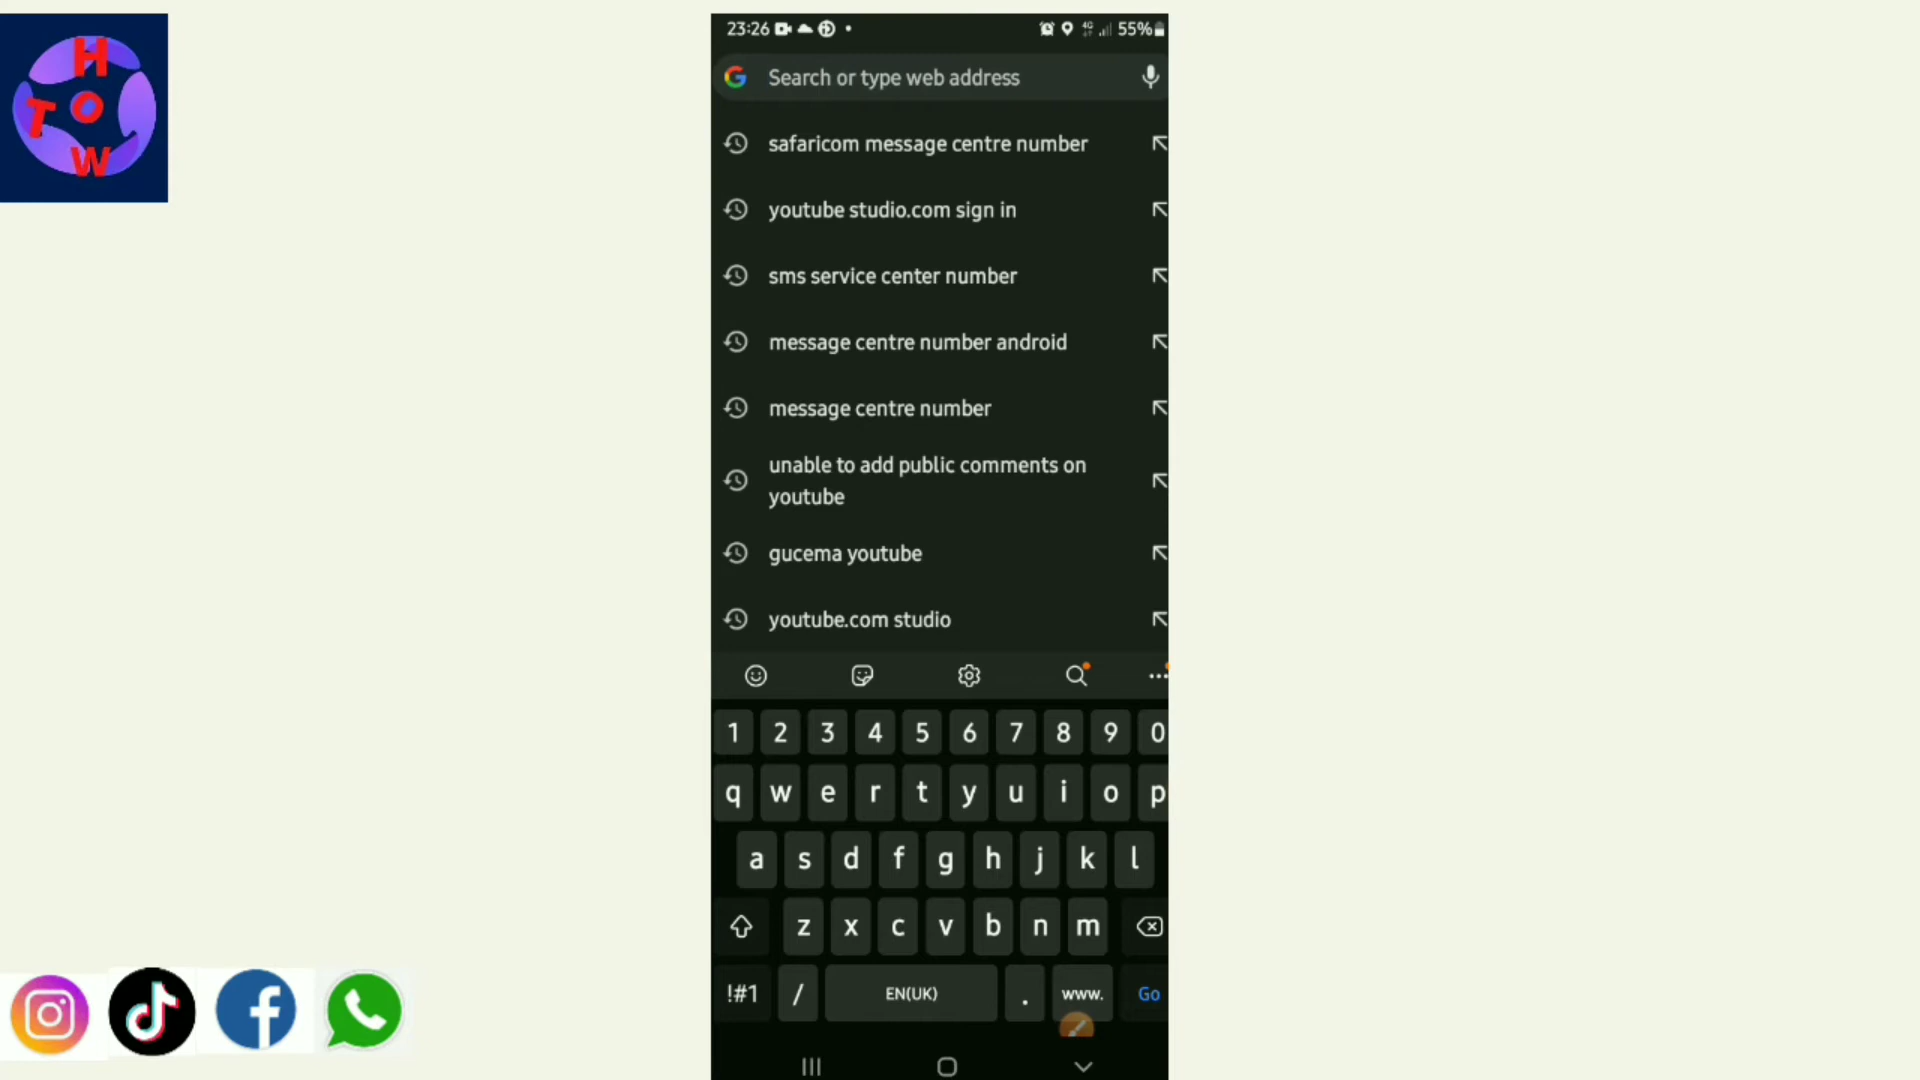 H
T O
W
23:26 4G 55%
Search or type web address
safaricom message centre number
youtube studio.com sign in
sms service center number
message centre number android
message centre number
unable to add public comments on
youtube
gucema youtube
youtube.com studio
1 2 3 4 5 6 7 8 9 0
q w e r t y u i o p
a s d f g h j k l
z x c v b n m
!#1 / EN(UK) . www. Go